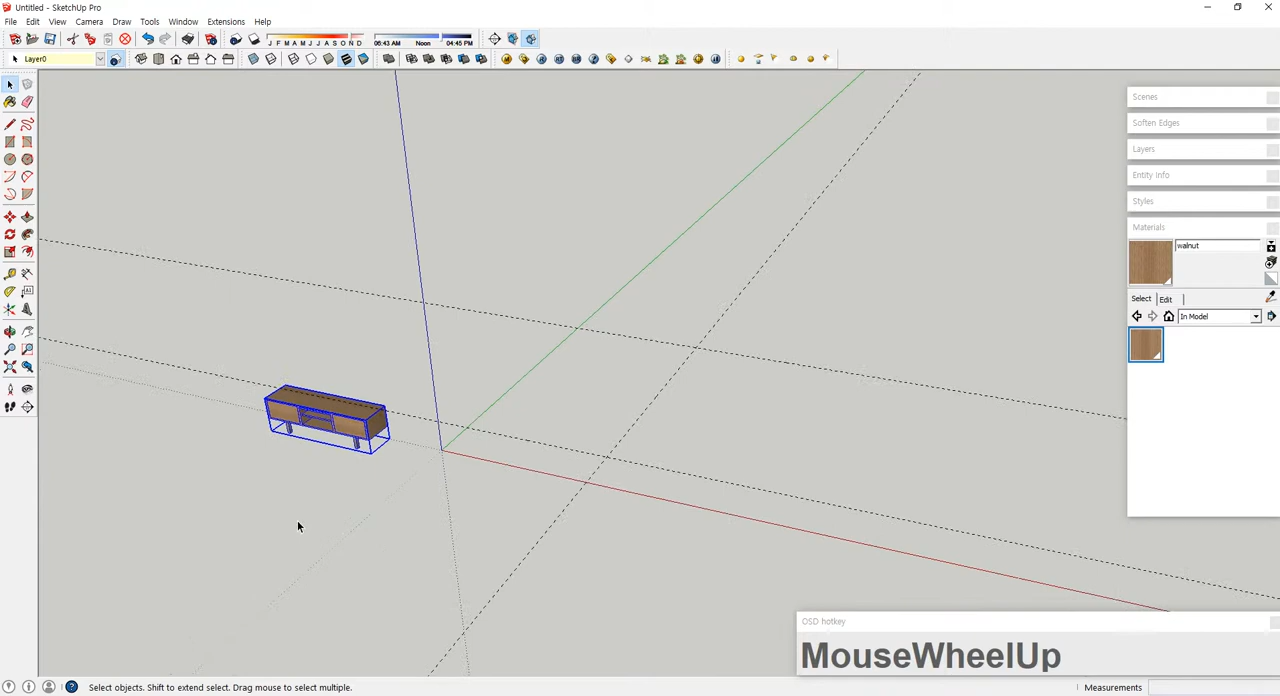 Untitled - SketchUp Pro
File Edit View Camera Draw Tools Window Extensions Help
J F M A M J J A S O N D 06:43 AM Noon 04:45 PM
Layer0
Scenes
Soften Edges
Layers
Entity Info
Styles
Materials
walnut
Select Edit
In Model
OSD hotkey
MouseWheelUp
Select objects. Shift to extend select. Drag mouse to select multiple.
Measurements